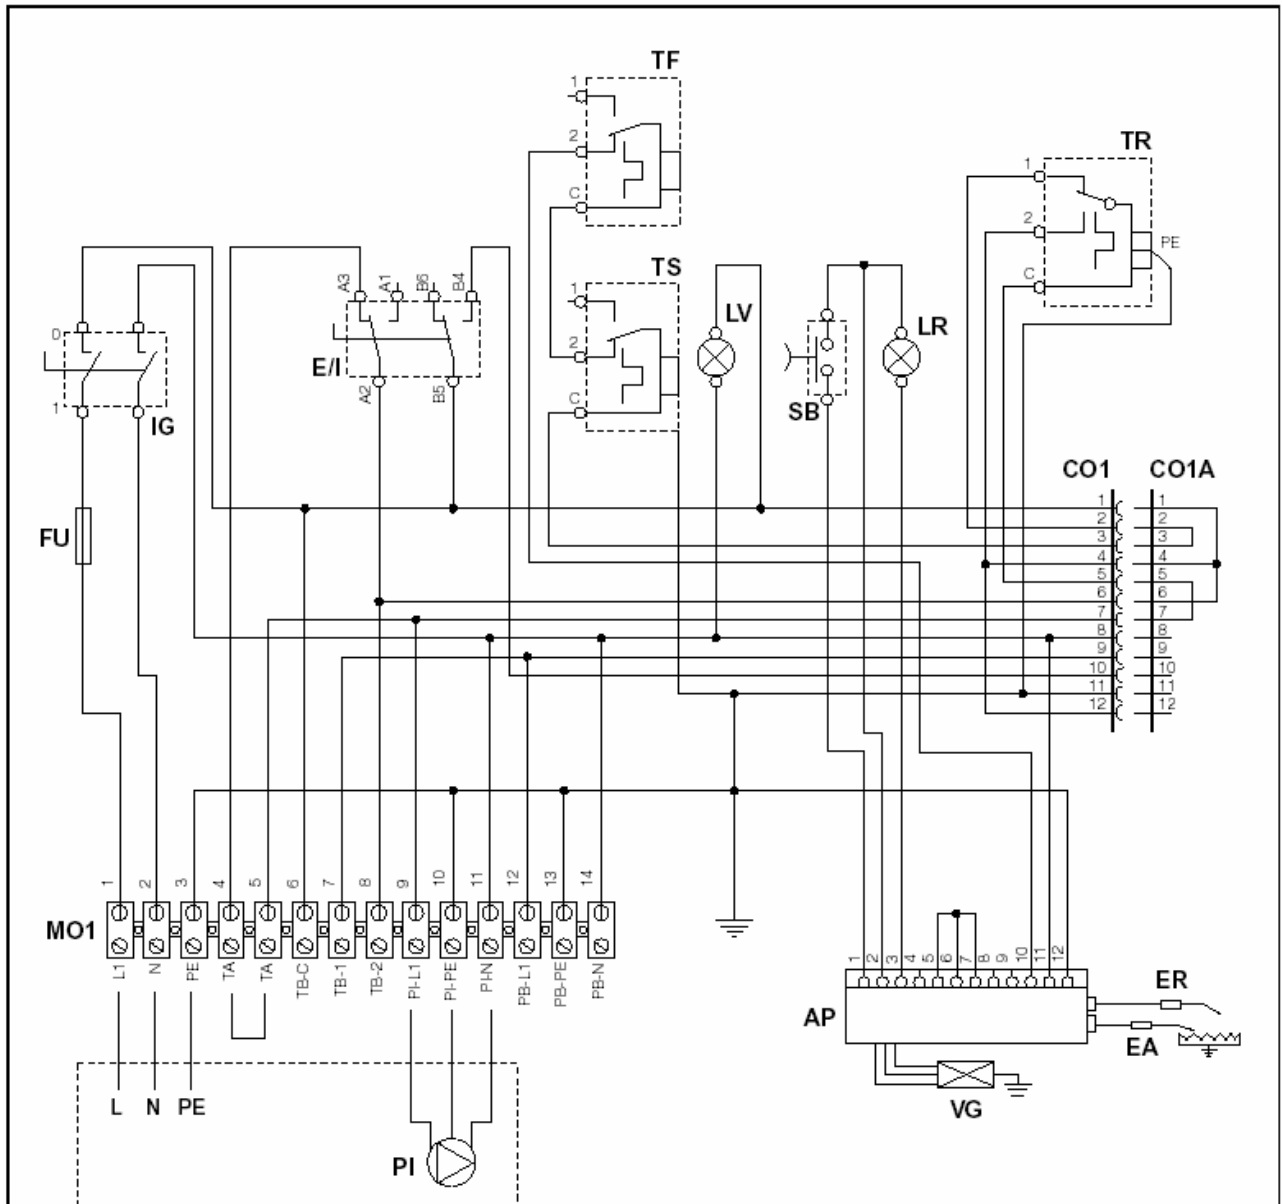 TF
1
2
C
TR
1
2
PE
C
TS
1
2
C
A3
A1
B6
B4
E/I
A2
B5
0
1
IG
LV
SB
LR
FU
CO1
CO1A
1 1
2 2
3 3
4 4
5 5
6 6
7 7
8 8
9 9
10 10
11 11
12 12
1 2 3 4 5 6 7 8 9 10 11 12 13 14
MO1
L1 N PE TA TA TB-C TB-1 TB-2 PI-L1 PI-PE PI-N PB-L1 PB-PE PB-N
1 2 3 4 5 6 7 8 9 10 11 12
AP
ER
EA
VG
L N PE
PI